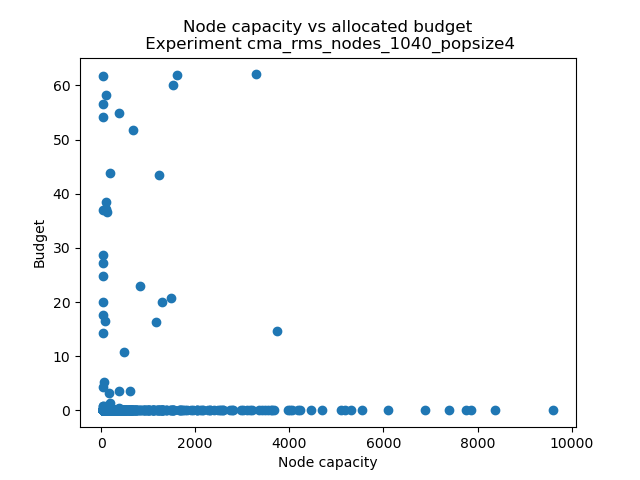 Node capacity vs allocated budget
Experiment cma_rms_nodes_1040_popsize4
60
50
40
30
20
10
0
Budget
0 2000 4000 6000 8000 10000
Node capacity